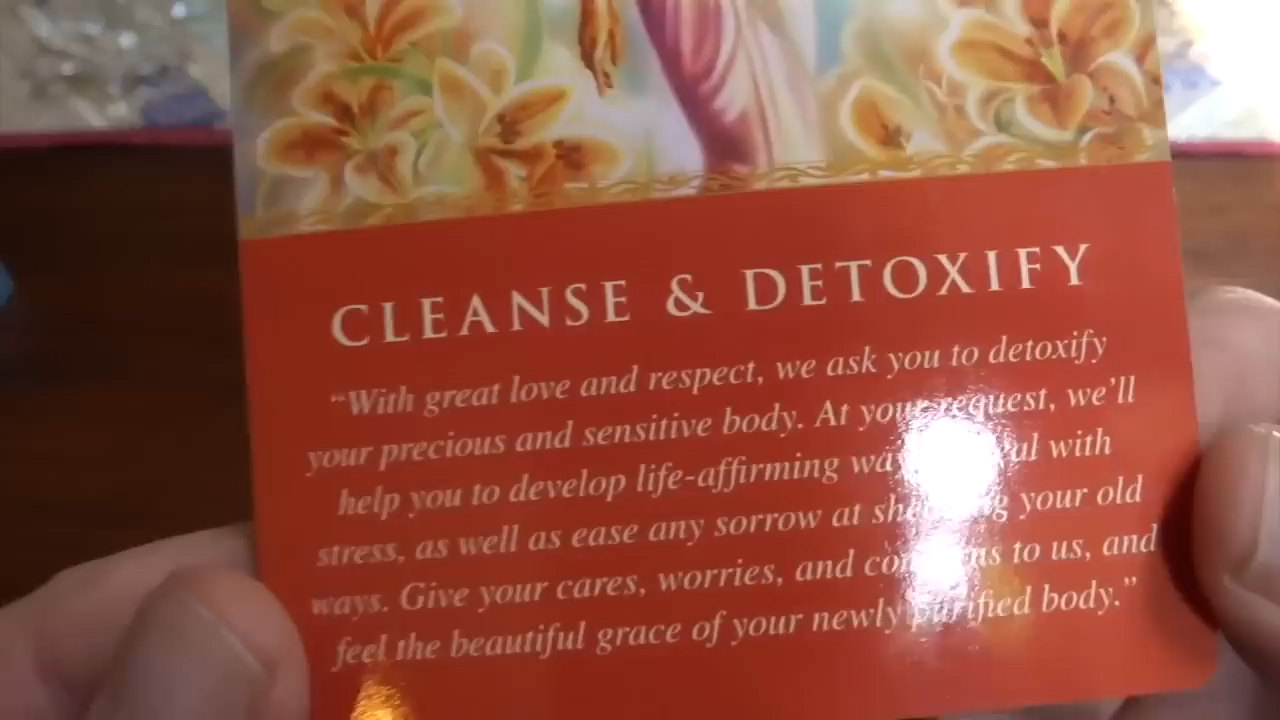 CLEANSE & DETOXIFY
“With great love and respect, we ask you to detoxify
your precious and sensitive body. At your request, we’ll
help you to develop life-affirming with
stress, as well as ease any sorrow at your old
ways. Give your cares, worries, and to us, and
feel the beautiful grace of your newly purified body.”